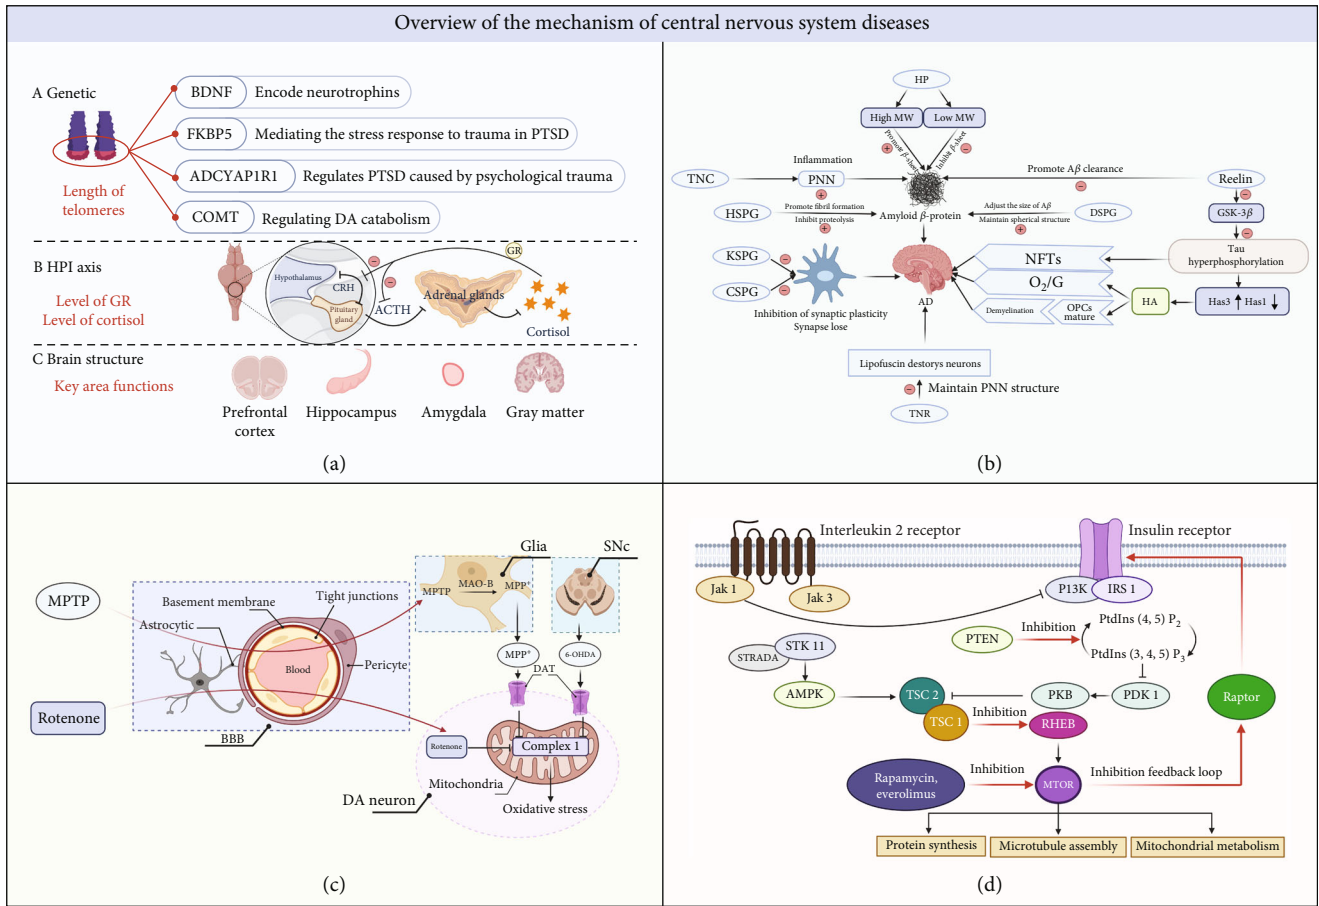 Overview of the mechanism of central nervous system diseases
A Genetic
Length of
telomeres
BDNF Encode neurotrophins
FKBP5 Mediating the stress response to trauma in PTSD
ADCYAP1R1 Regulates PTSD caused by psychological trauma
COMT Regulating DA catabolism
B HPI axis
Level of GR
Level of cortisol
Hypothalamus
CRH
Pituitary
gland
ACTH
Adrenal glands
GR
Cortisol
C Brain structure
Key area functions
Prefrontal
cortex
Hippocampus
Amygdala
Gray matter
(a)
HP
High MW
Low MW
Promote β-sheet
+
Inhibit β-sheet
−
TNC
Inflammation
PNN
+
Promote Aβ clearance
−
Reelin
−
GSK-3β
−
Tau
hyperphosphorylation
HSPG
Promote fibril formation
Inhibit proteolysis
+
Amyloid β-protein
Adjust the size of Aβ
Maintain spherical structure
+
DSPG
KSPG
−
CSPG
−
Inhibition of synaptic plasticity
Synapse lose
AD
NFTs
O2/G
Demyelination
OPCs
mature
HA
Has3
Has1
Lipofuscin destorys neurons
− Maintain PNN structure
TNR
(b)
MPTP
Rotenone
Basement membrane
Tight junctions
Astrocytic
Blood
Pericyte
BBB
Glia
MAO-B
MPTP
MPP+
SNc
MPP+
6-OHDA
DAT
Rotenone
Complex 1
Mitochondria
Oxidative stress
DA neuron
(c)
Interleukin 2 receptor
Insulin receptor
Jak 1
Jak 3
P13K
IRS 1
PTEN
Inhibition
PtdIns (4, 5) P2
PtdIns (3, 4, 5) P3
STRADA
STK 11
AMPK
TSC 2
TSC 1
Inhibition
PKB
PDK 1
RHEB
Raptor
Rapamycin,
everolimus
Inhibition
MTOR
Inhibition feedback loop
Protein synthesis
Microtubule assembly
Mitochondrial metabolism
(d)